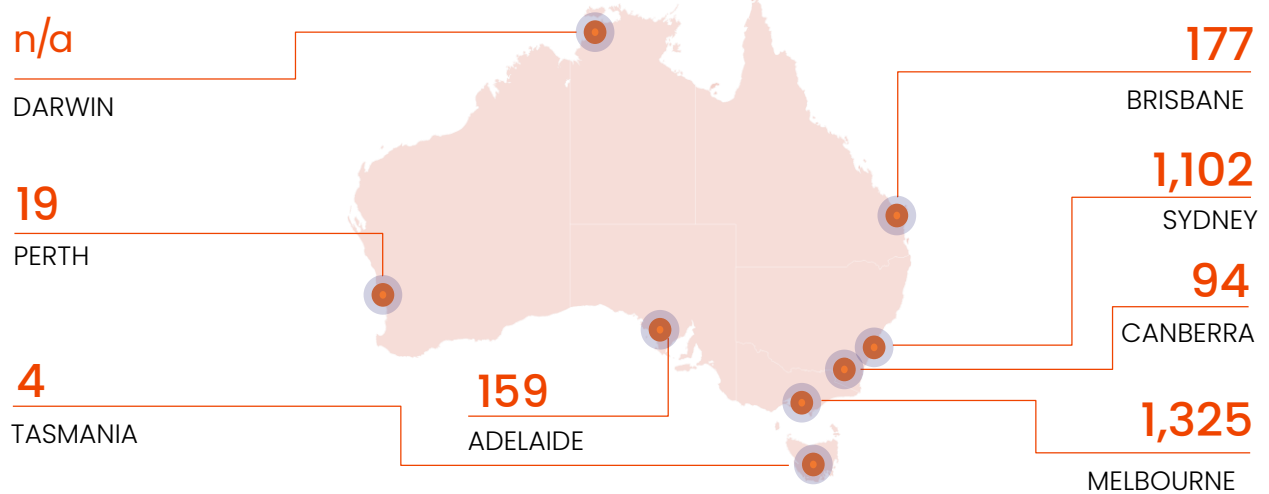 n/a
DARWIN
19
PERTH
4
TASMANIA
159
ADELAIDE
177
BRISBANE
1,102
SYDNEY
94
CANBERRA
1,325
MELBOURNE